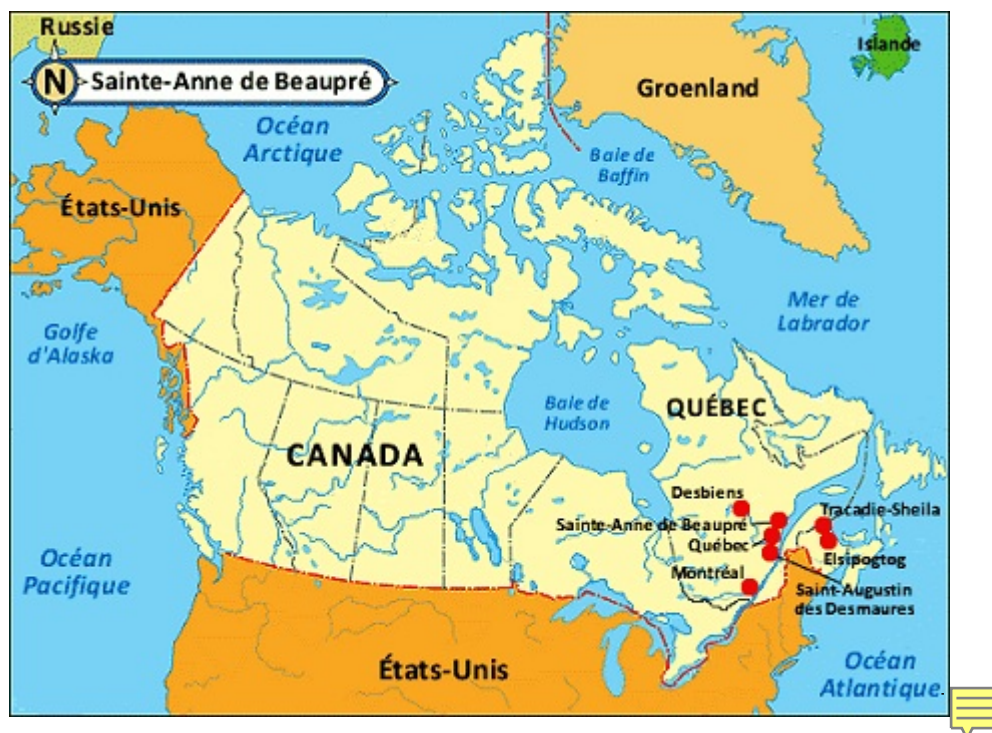 Russie
Islande
N
Sainte-Anne de Beaupré
Groenland
Océan
Arctique
Baie de
Baffin
États-Unis
Mer de
Labrador
Golfe
d'Alaska
Baie de
Hudson
QUÉBEC
CANADA
Desbiens
Tracadie-Sheila
Sainte-Anne de Beaupré
Québec
Elsipogtog
Océan
Pacifique
Montréal
Saint-Augustin
des Desmaures
États-Unis
Océan
Atlantique.